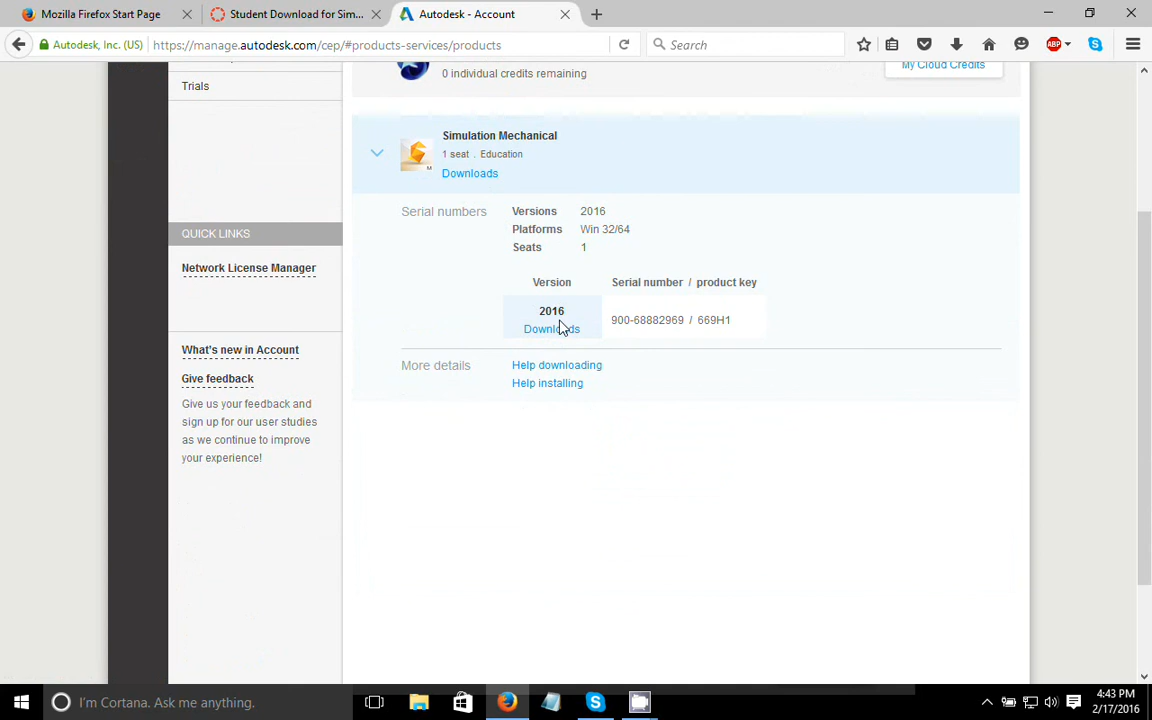 Mozilla Firefox Start Page
Student Download for Sim...
Autodesk - Account
Autodesk, Inc. (US)
https://manage.autodesk.com/cep/#products-services/products
Search
ABP
Trials
0 individual credits remaining
My Cloud Credits
Simulation Mechanical
1 seat . Education
Downloads
Serial numbers
Versions 2016
Platforms Win 32/64
Seats 1
Version Serial number / product key
2016
Downloads
900-68882969 / 669H1
More details
Help downloading
Help installing
QUICK LINKS
Network License Manager
What's new in Account
Give feedback
Give us your feedback and
sign up for our user studies
as we continue to improve
your experience!
I'm Cortana. Ask me anything.
4:43 PM
2/17/2016